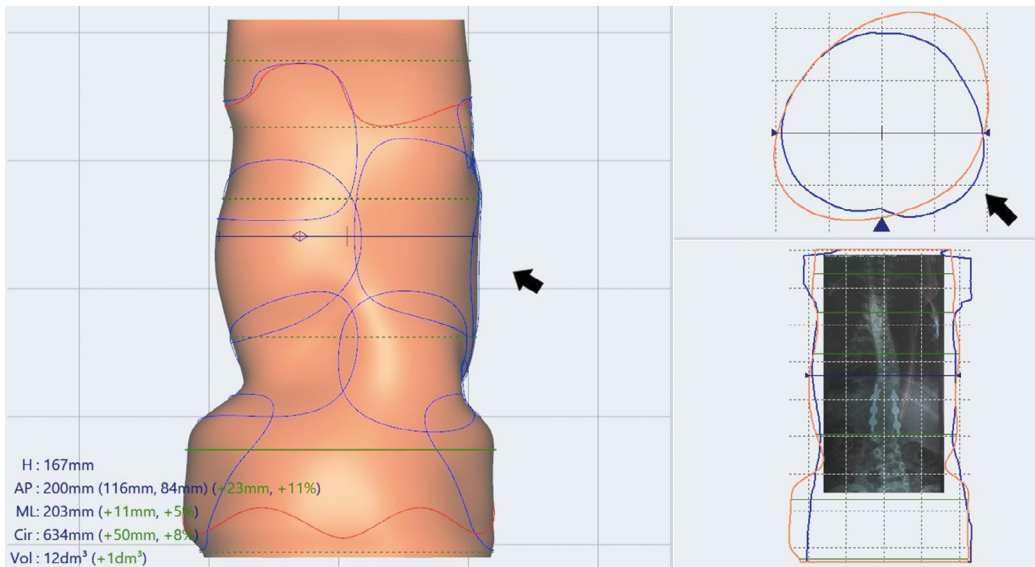 H : 167mm
AP : 200mm (116mm, 84mm) (+23mm, +11%)
ML : 203mm (+11mm, +5%)
Cir : 634mm (+50mm, +8%)
Vol : 12dm³ (+1dm³)